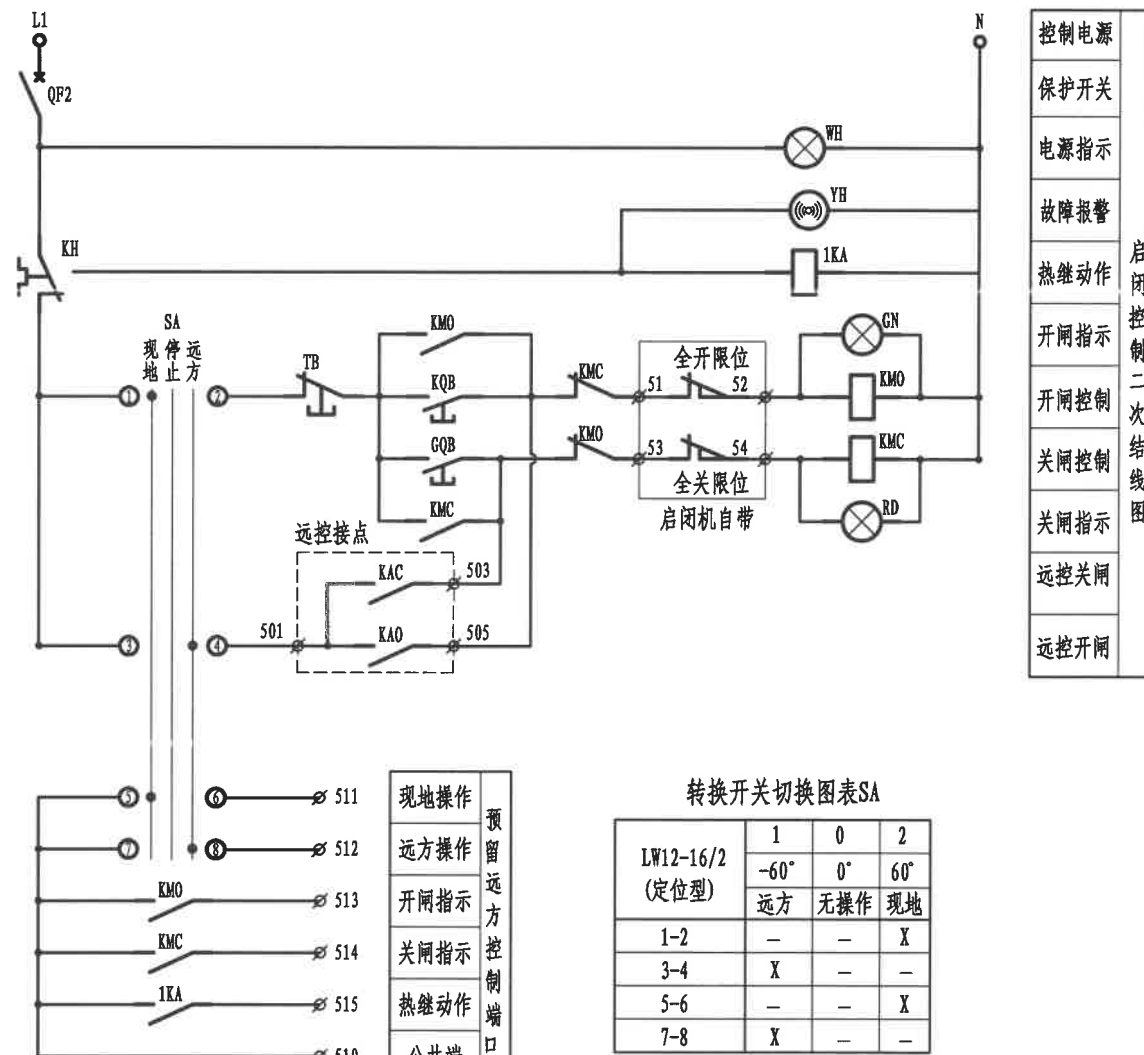 L1
N
QF2
WH
YH
KH
1KA
SA
现地
停止
远方
TB
KMO
KQB
GQB
KMC
KMC
KMO
全开限位
51
52
53
54
全关限位
启闭机自带
GN
KMO
KMC
RD
①
②
远控接点
KAC
503
501
KAO
505
③
④
⑤
⑥
511
⑦
⑧
512
KMO
513
KMC
514
1KA
515
控制电源
保护开关
电源指示
故障报警
热继动作
开闸指示
开闸控制
关闸控制
关闸指示
远控关闸
远控开闸
启闭控制二次结线图
现地操作
远方操作
开闸指示
关闸指示
热继动作
公共端
预留远方控制端口
转换开关切换图表SA
LW12-16/2
(定位型)
1 0 2
-60° 0° 60°
远方 无操作 现地
1-2 — — X
3-4 X — —
5-6 — — X
7-8 X — —